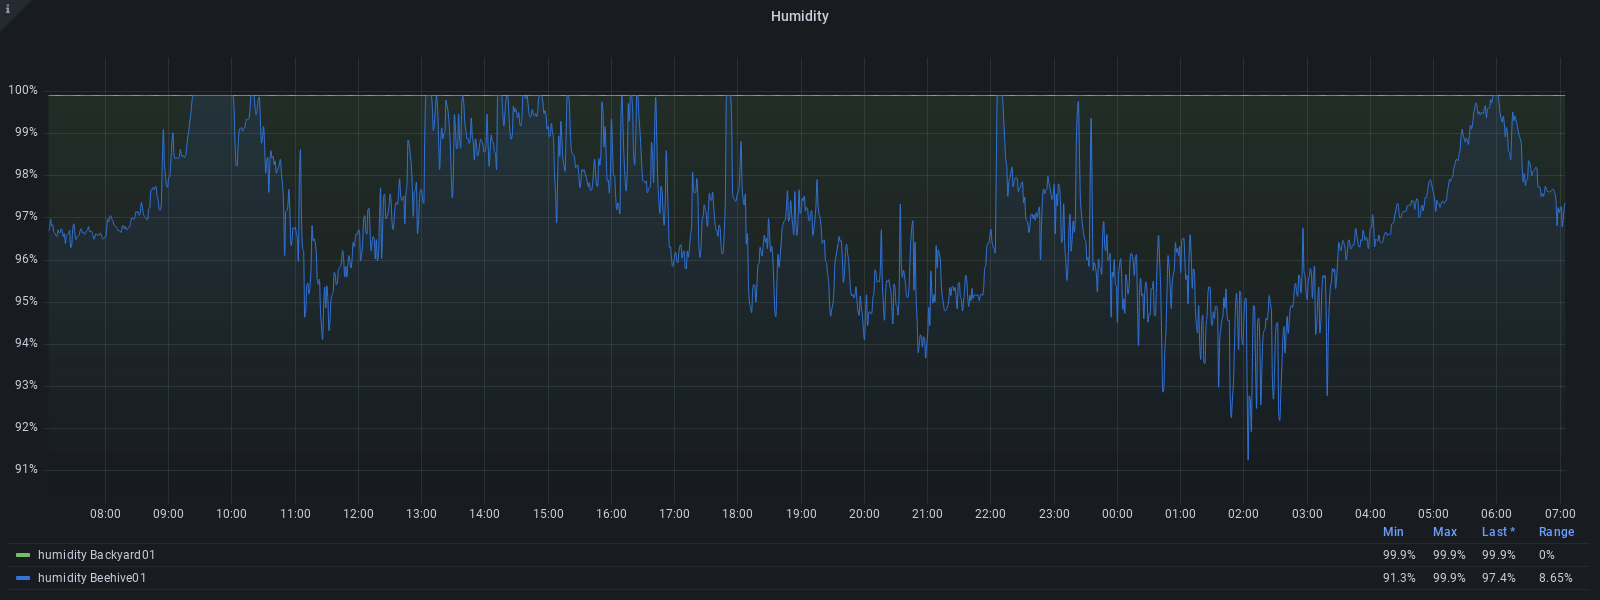 i
Humidity
100%
99%
98%
97%
96%
95%
94%
93%
92%
91%
08:00 09:00 10:00 11:00 12:00 13:00 14:00 15:00 16:00 17:00 18:00 19:00 20:00 21:00 22:00 23:00 00:00 01:00 02:00 03:00 04:00 05:00 06:00 07:00
Min Max Last * Range
humidity Backyard01 99.9% 99.9% 99.9% 0%
humidity Beehive01 91.3% 99.9% 97.4% 8.65%